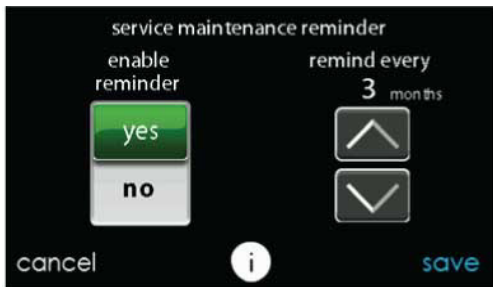 service maintenance reminder
enable
reminder
yes
no
remind every
3 months
cancel
i
save